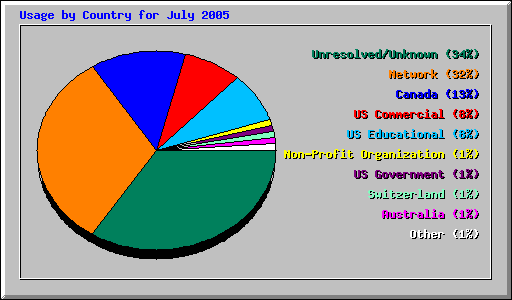 Usage by Country for July 2005
Unresolved/Unknown (34%)
Network (32%)
Canada (13%)
US Commercial (8%)
US Educational (8%)
Non-Profit Organization (1%)
US Government (1%)
Switzerland (1%)
Australia (1%)
Other (1%)